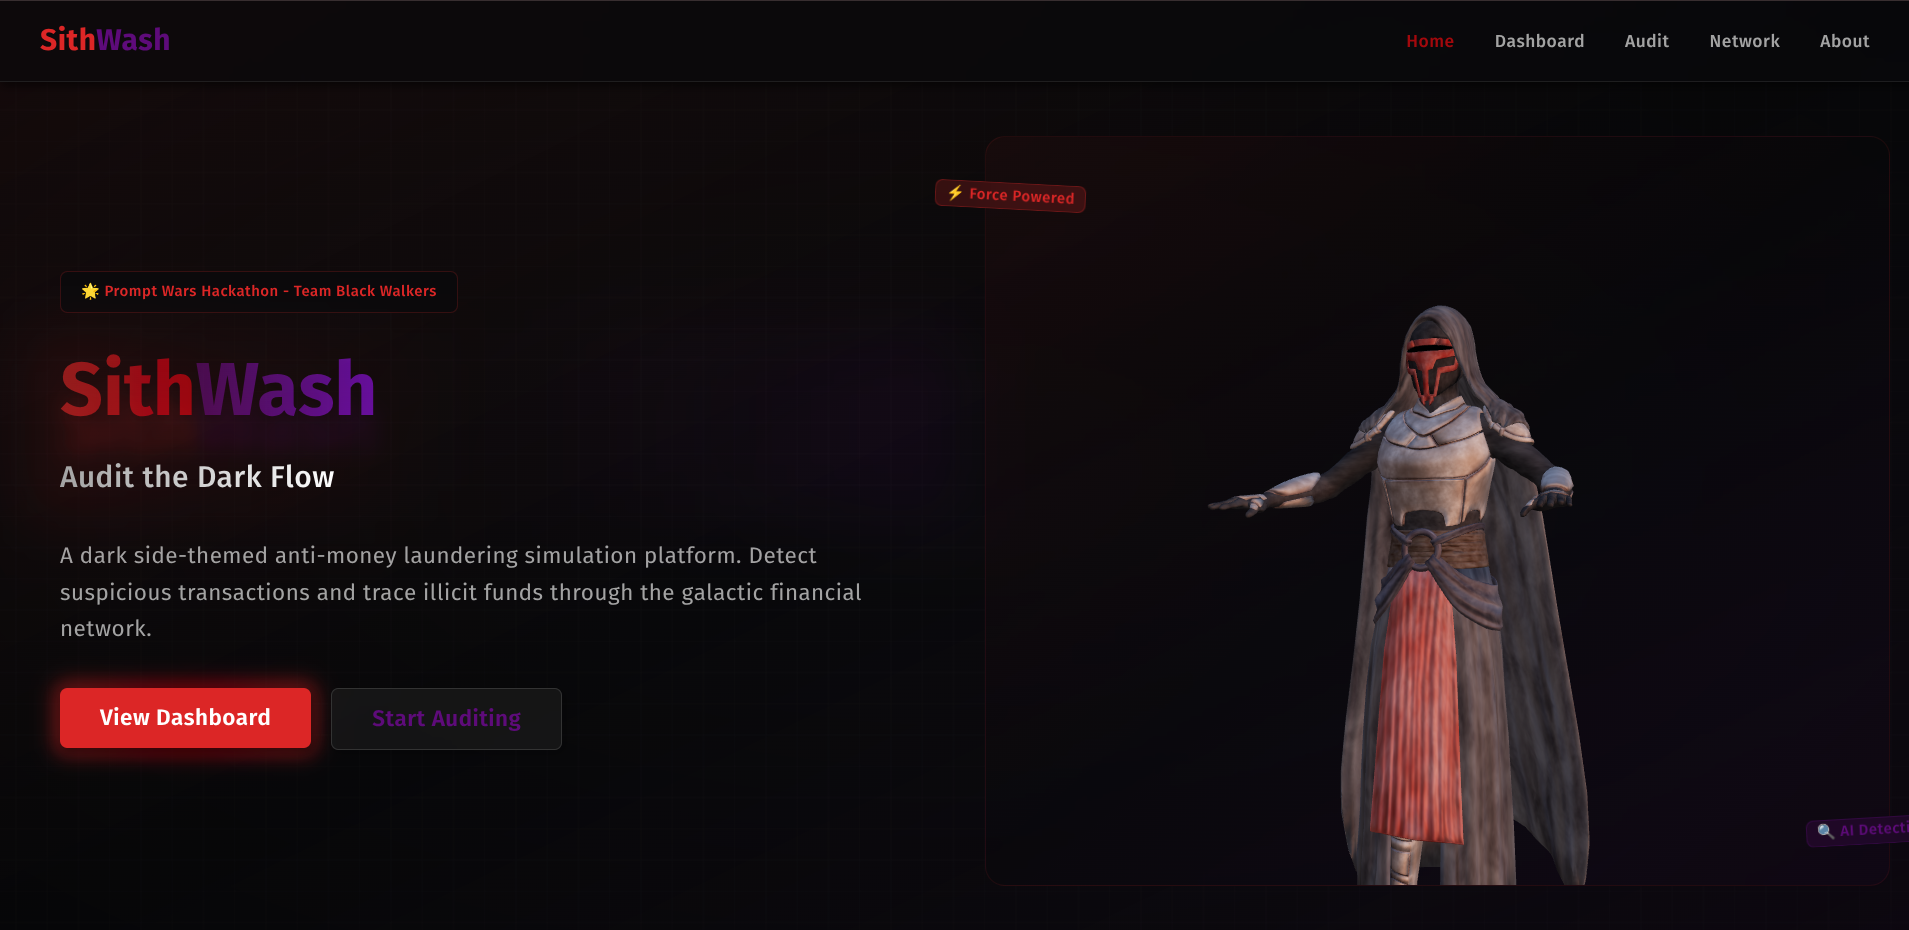 SithWash
Home Dashboard Audit Network About
⚡ Force Powered
🌟 Prompt Wars Hackathon - Team Black Walkers
SithWash
Audit the Dark Flow
A dark side-themed anti-money laundering simulation platform. Detect
suspicious transactions and trace illicit funds through the galactic financial
network.
View Dashboard Start Auditing
🔍 AI Detecti